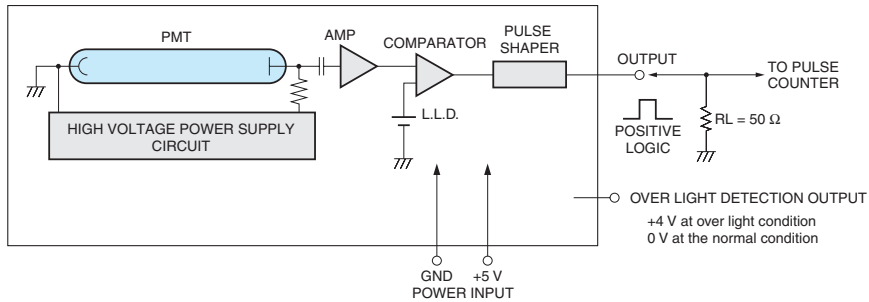 PMT
AMP
COMPARATOR
PULSE
SHAPER
OUTPUT
TO PULSE
COUNTER
L.L.D.
HIGH VOLTAGE POWER SUPPLY
CIRCUIT
POSITIVE
LOGIC
RL = 50 Ω
OVER LIGHT DETECTION OUTPUT
+4 V at over light condition
0 V at the normal condition
GND +5 V
POWER INPUT